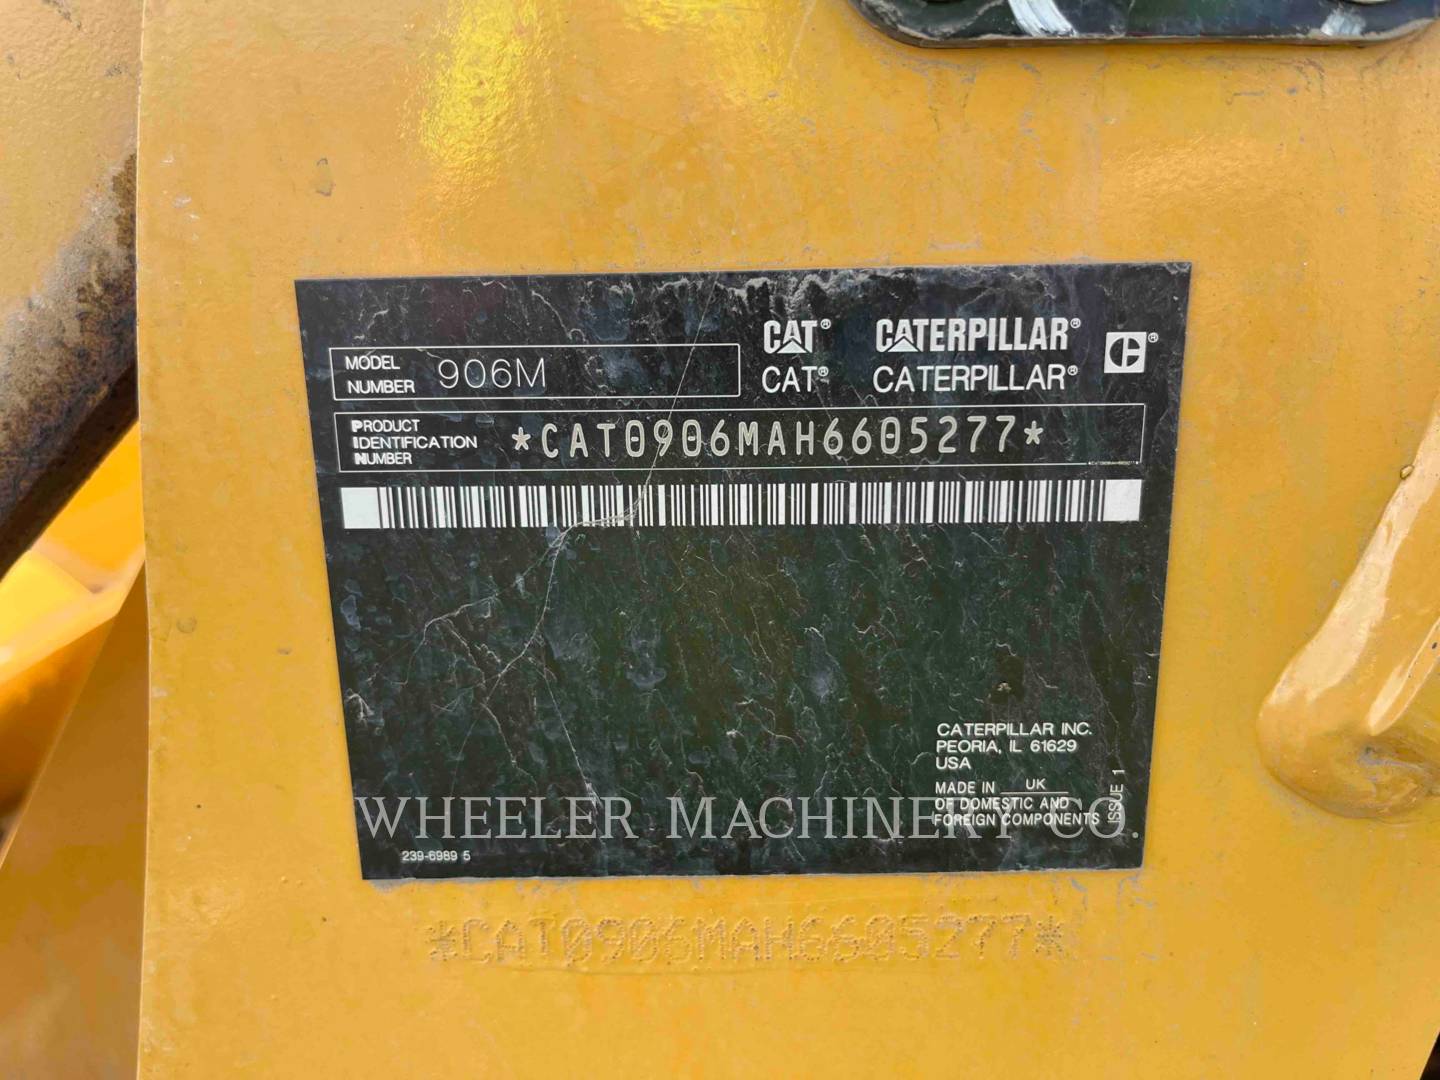 CAT® CATERPILLAR®
MODEL NUMBER 906M
CAT® CATERPILLAR®
PRODUCT IDENTIFICATION NUMBER *CAT0906MAH6605277*
*CAT0906MAH6605277*
CATERPILLAR INC.
PEORIA, IL 61629
USA
MADE IN UK
OF DOMESTIC AND
FOREIGN COMPONENTS
ISSUE 1
WHEELER MACHINERY CO.
239-6989 5
*CAT0906MAH6605277*